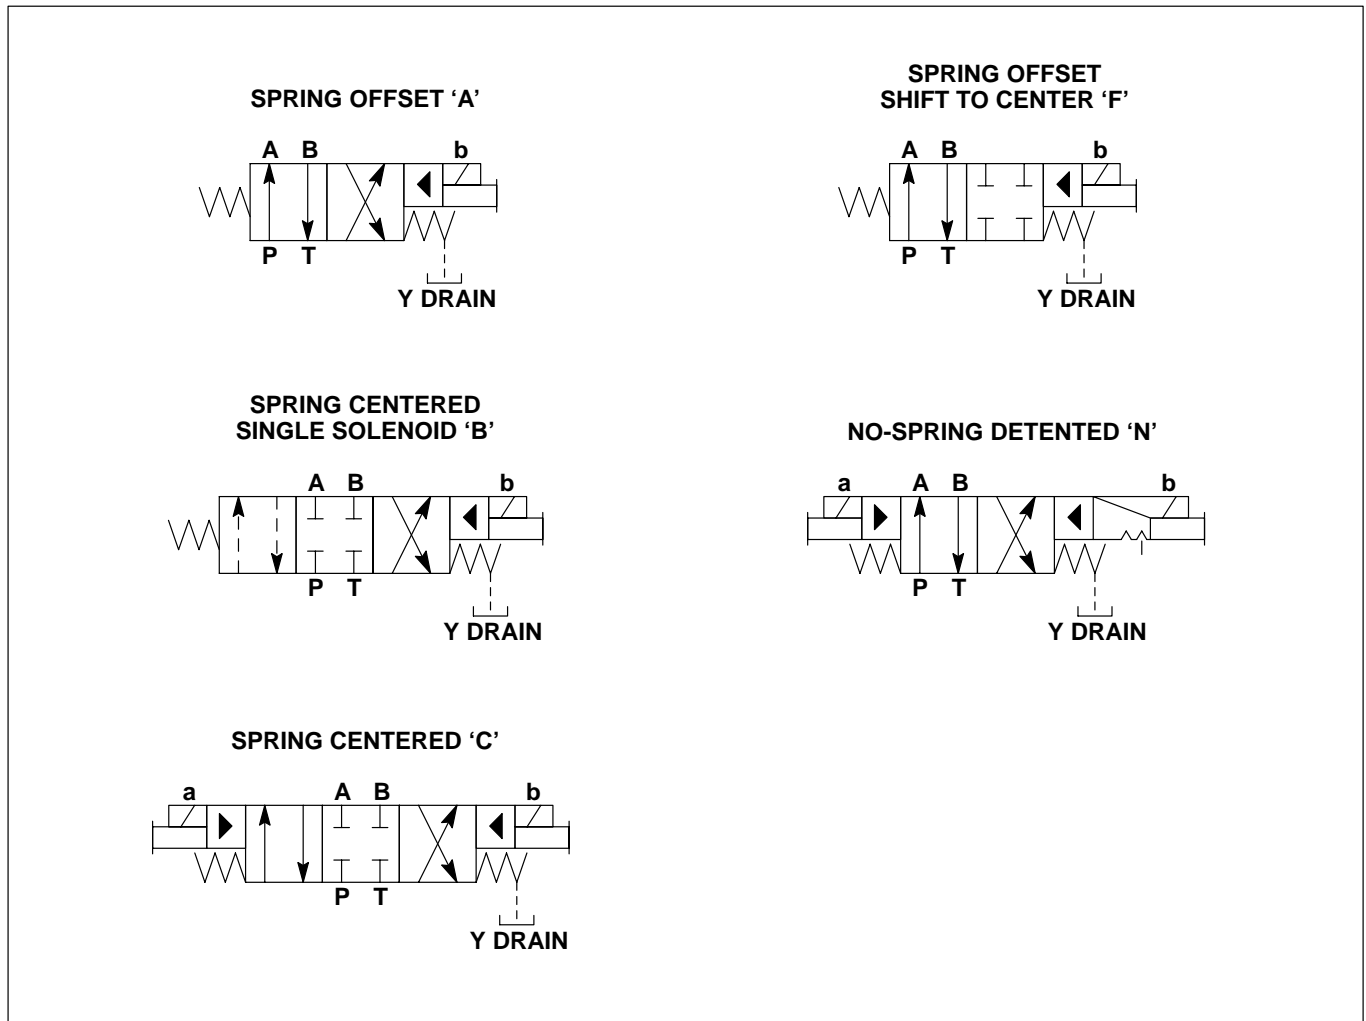 SPRING OFFSET ‘A’
A B b
P T
Y DRAIN
SPRING OFFSET
SHIFT TO CENTER ‘F’
A B b
P T
Y DRAIN
SPRING CENTERED
SINGLE SOLENOID ‘B’
A B b
P T
Y DRAIN
NO-SPRING DETENTED ‘N’
a A B b
P T
Y DRAIN
SPRING CENTERED ‘C’
a A B b
P T
Y DRAIN